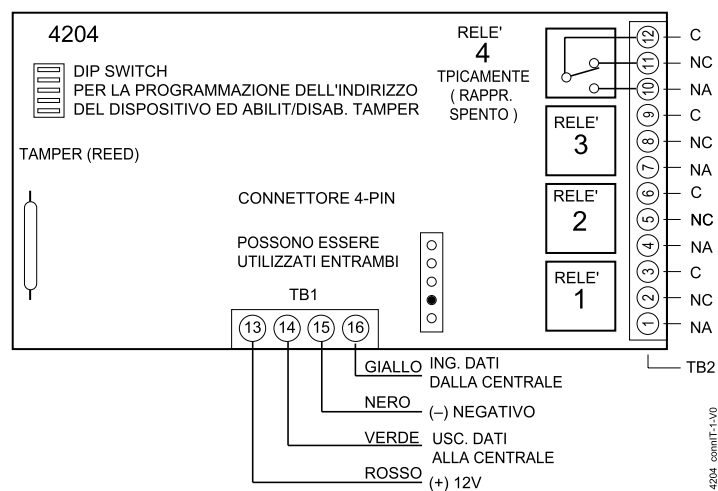 4204
DIP SWITCH
PER LA PROGRAMMAZIONE DELL'INDIRIZZO
DEL DISPOSITIVO ED ABILIT/DISAB. TAMPER
TAMPER (REED)
CONNETTORE 4-PIN
POSSONO ESSERE
UTILIZZATI ENTRAMBI
TB1
13 14 15 16
RELE'
4
TPICAMENTE
( RAPPR.
SPENTO )
RELE'
3
RELE'
2
RELE'
1
12 C
11 NC
10 NA
9 C
8 NC
7 NA
6 C
5 NC
4 NA
3 C
2 NC
1 NA
TB2
GIALLO ING. DATI
DALLA CENTRALE
NERO (–) NEGATIVO
VERDE USC. DATI
ALLA CENTRALE
ROSSO (+) 12V
4204 connIT-1-V0